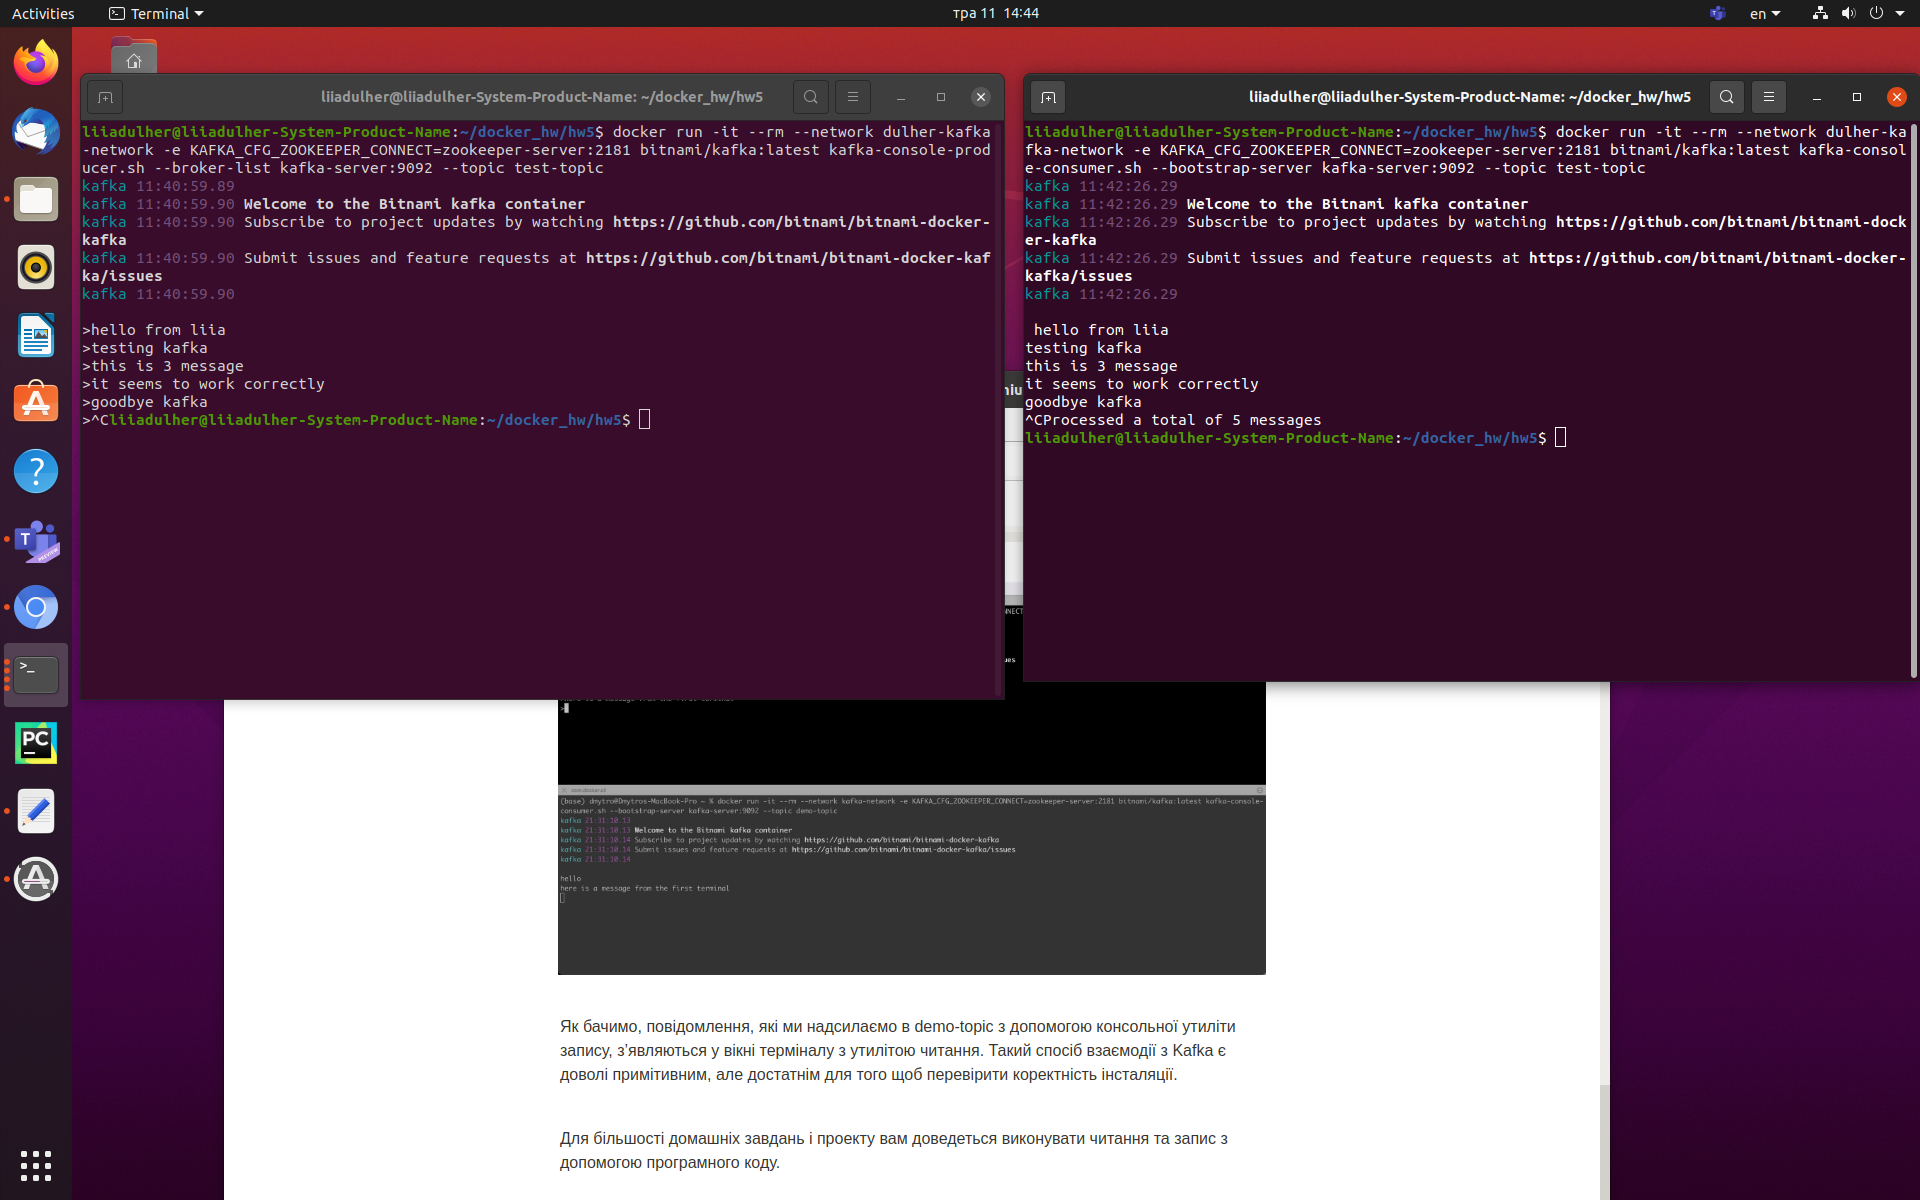 Activities
Terminal
тра 11 14:44
en
liiadulher@liiadulher-System-Product-Name: ~/docker_hw/hw5
liiadulher@liiadulher-System-Product-Name:~/docker_hw/hw5$ docker run -it --rm --network dulher-kafka
-network -e KAFKA_CFG_ZOOKEEPER_CONNECT=zookeeper-server:2181 bitnami/kafka:latest kafka-console-prod
ucer.sh --broker-list kafka-server:9092 --topic test-topic
kafka 11:40:59.89
kafka 11:40:59.90 Welcome to the Bitnami kafka container
kafka 11:40:59.90 Subscribe to project updates by watching https://github.com/bitnami/bitnami-docker-
kafka
kafka 11:40:59.90 Submit issues and feature requests at https://github.com/bitnami/bitnami-docker-kaf
ka/issues
kafka 11:40:59.90
>hello from liia
>testing kafka
>this is 3 message
>it seems to work correctly
>goodbye kafka
>^Cliiadulher@liiadulher-System-Product-Name:~/docker_hw/hw5$
liiadulher@liiadulher-System-Product-Name: ~/docker_hw/hw5
liiadulher@liiadulher-System-Product-Name:~/docker_hw/hw5$ docker run -it --rm --network dulher-ka
fka-network -e KAFKA_CFG_ZOOKEEPER_CONNECT=zookeeper-server:2181 bitnami/kafka:latest kafka-consol
e-consumer.sh --bootstrap-server kafka-server:9092 --topic test-topic
kafka 11:42:26.29
kafka 11:42:26.29 Welcome to the Bitnami kafka container
kafka 11:42:26.29 Subscribe to project updates by watching https://github.com/bitnami/bitnami-dock
er-kafka
kafka 11:42:26.29 Submit issues and feature requests at https://github.com/bitnami/bitnami-docker-
kafka/issues
kafka 11:42:26.29
hello from liia
testing kafka
this is 3 message
it seems to work correctly
goodbye kafka
^CProcessed a total of 5 messages
liiadulher@liiadulher-System-Product-Name:~/docker_hw/hw5$
niu
NNECT
ues
>
com.docker.cli
(base) dmytro@Dmytros-MacBook-Pro ~ % docker run -it --rm --network kafka-network -e KAFKA_CFG_ZOOKEEPER_CONNECT=zookeeper-server:2181 bitnami/kafka:latest kafka-console-
consumer.sh --bootstrap-server kafka-server:9092 --topic demo-topic
kafka 21:31:10.13
kafka 21:31:10.13 Welcome to the Bitnami kafka container
kafka 21:31:10.14 Subscribe to project updates by watching https://github.com/bitnami/bitnami-docker-kafka
kafka 21:31:10.14 Submit issues and feature requests at https://github.com/bitnami/bitnami-docker-kafka/issues
kafka 21:31:10.14
hello
here is a message from the first terminal
Як бачимо, повідомлення, які ми надсилаємо в demo-topic з допомогою консольної утиліти
запису, з'являються у вікні терміналу з утилітою читання. Такий спосіб взаємодії з Kafka є
доволі примітивним, але достатнім для того щоб перевірити коректність інсталяції.
Для більшості домашніх завдань і проекту вам доведеться виконувати читання та запис з
допомогою програмного коду.